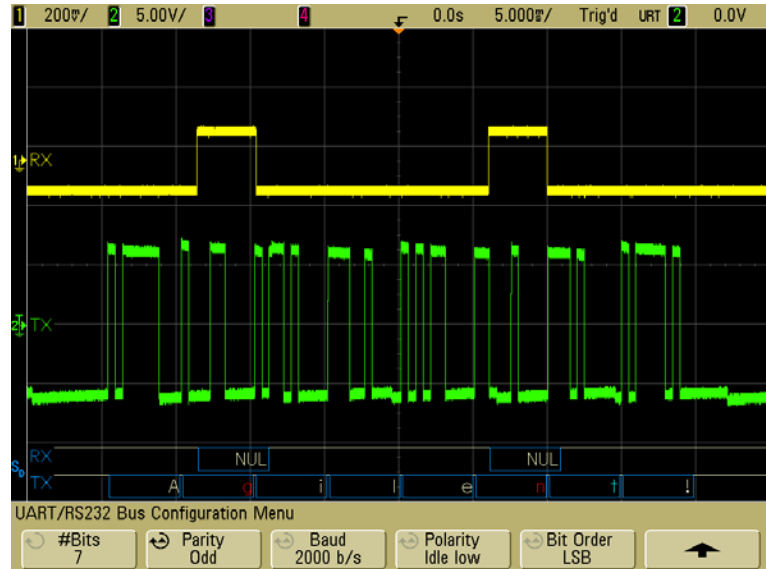 1 200mV/ 2 5.00V/ 3 4 0.0s 5.000ms/ Trig'd URT 2 0.0V
1 RX
2 TX
RX NUL NUL
TX A g i l e n t !
UART/RS232 Bus Configuration Menu
#Bits Parity Baud Polarity Bit Order
7 Odd 2000 b/s Idle low LSB